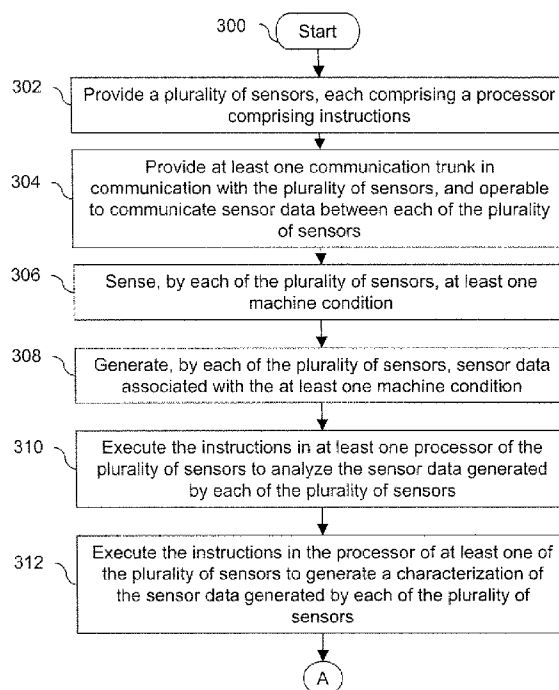 300
Start
302
Provide a plurality of sensors, each comprising a processor
comprising instructions
304
Provide at least one communication trunk in
communication with the plurality of sensors, and operable
to communicate sensor data between each of the plurality
of sensors
306
Sense, by each of the plurality of sensors, at least one
machine condition
308
Generate, by each of the plurality of sensors, sensor data
associated with the at least one machine condition
310
Execute the instructions in at least one processor of the
plurality of sensors to analyze the sensor data generated
by each of the plurality of sensors
312
Execute the instructions in the processor of at least one of
the plurality of sensors to generate a characterization of
the sensor data generated by each of the plurality of
sensors
A